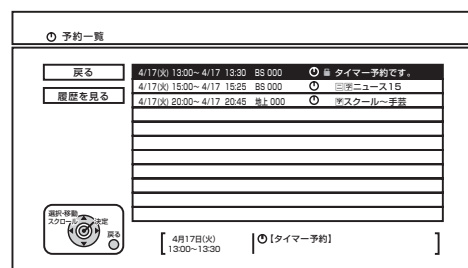 予約一覧
戻る
履歴を見る
4/17(火) 13:00~ 4/17 13:30 BS 000 タイマー予約です。
4/17(火) 15:00~ 4/17 15:25 BS 000 ニュース15
4/17(火) 20:00~ 4/17 20:45 地上 000 スクール~手芸
選択・移動
スクロール 決定
戻る
4月17日(火)
13:00~13:30
【タイマー予約】